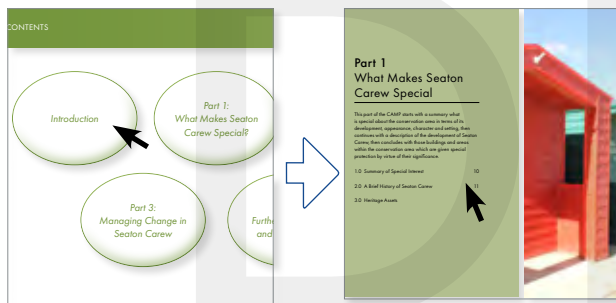 CONTENTS
Introduction
Part 1:
What Makes Seaton
Carew Special?
Part 3:
Managing Change in
Seaton Carew
Furthe
and
Part 1
What Makes Seaton
Carew Special
This part of the CAMP starts with a summary what
is special about the conservation area in terms of its
development, appearance, character and setting, then
continues with a description of the development of Seaton
Carew, then concludes with those buildings and areas
within the conservation area which are given special
protection by virtue of their significance.
1.0 Summary of Special Interest 10
2.0 A Brief History of Seaton Carew 11
3.0 Heritage Assets